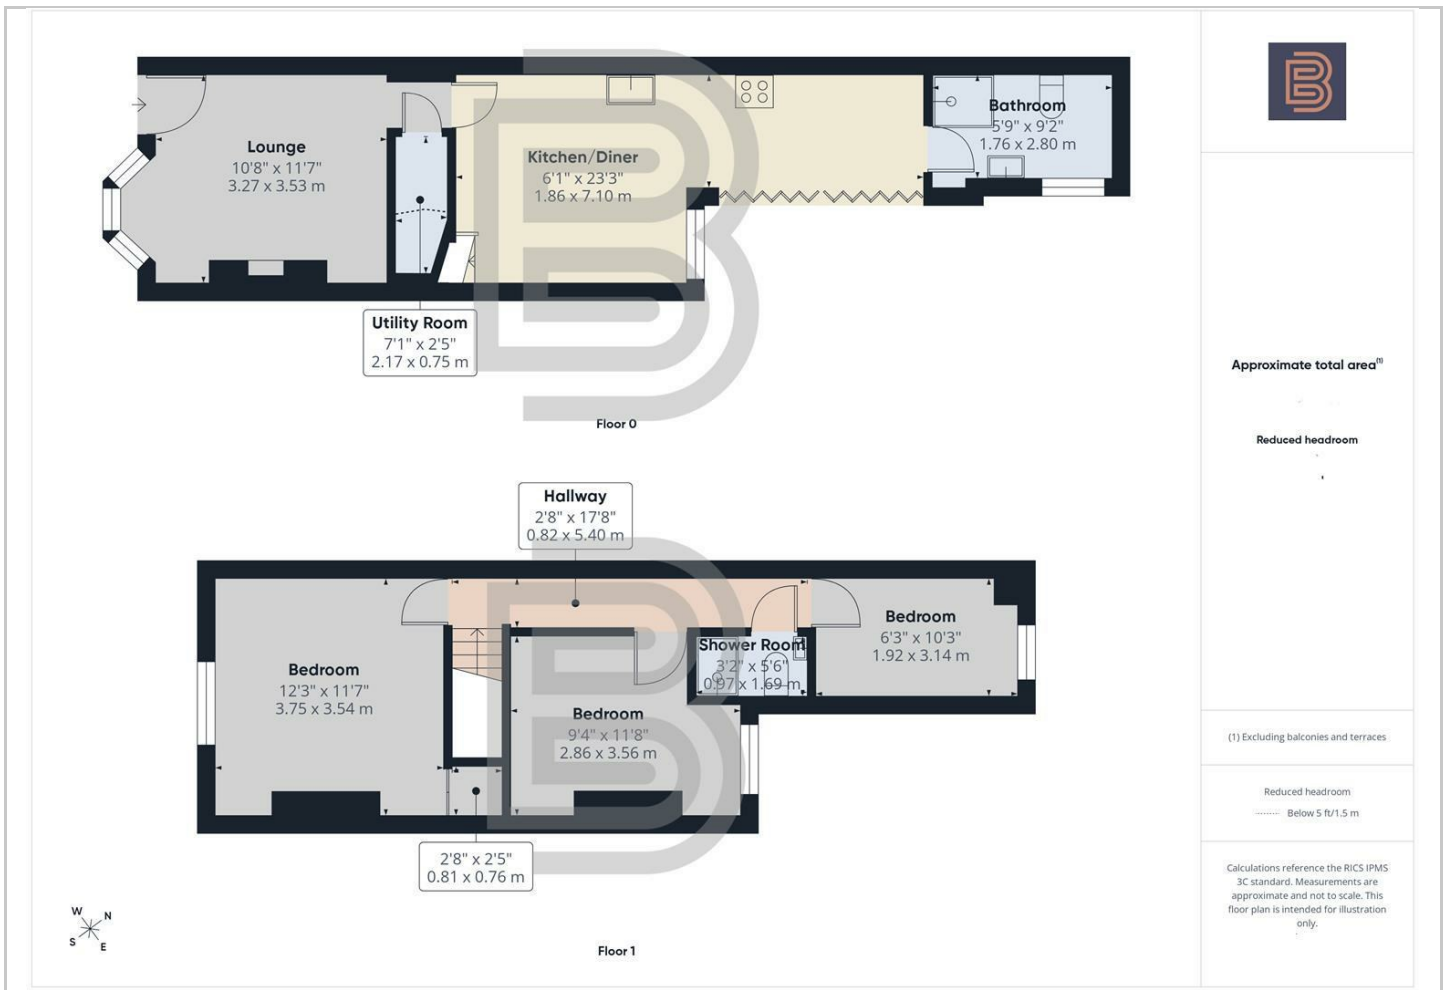 Lounge
10'8" x 11'7"
3.27 x 3.53 m
Kitchen/Diner
6'1" x 23'3"
1.86 x 7.10 m
Bathroom
5'9" x 9'2"
1.76 x 2.80 m
Utility Room
7'1" x 2'5"
2.17 x 0.75 m
Floor 0
Hallway
2'8" x 17'8"
0.82 x 5.40 m
Bedroom
12'3" x 11'7"
3.75 x 3.54 m
Bedroom
9'4" x 11'8"
2.86 x 3.56 m
Shower Room
3'2" x 5'6"
0.97 x 1.69 m
Bedroom
6'3" x 10'3"
1.92 x 3.14 m
2'8" x 2'5"
0.81 x 0.76 m
W
N
S
E
Floor 1
B
Approximate total area(1)
Reduced headroom
(1) Excluding balconies and terraces
Reduced headroom
Below 5 ft/1.5 m
Calculations reference the RICS IPMS
3C standard. Measurements are
approximate and not to scale. This
floor plan is intended for illustration
only.